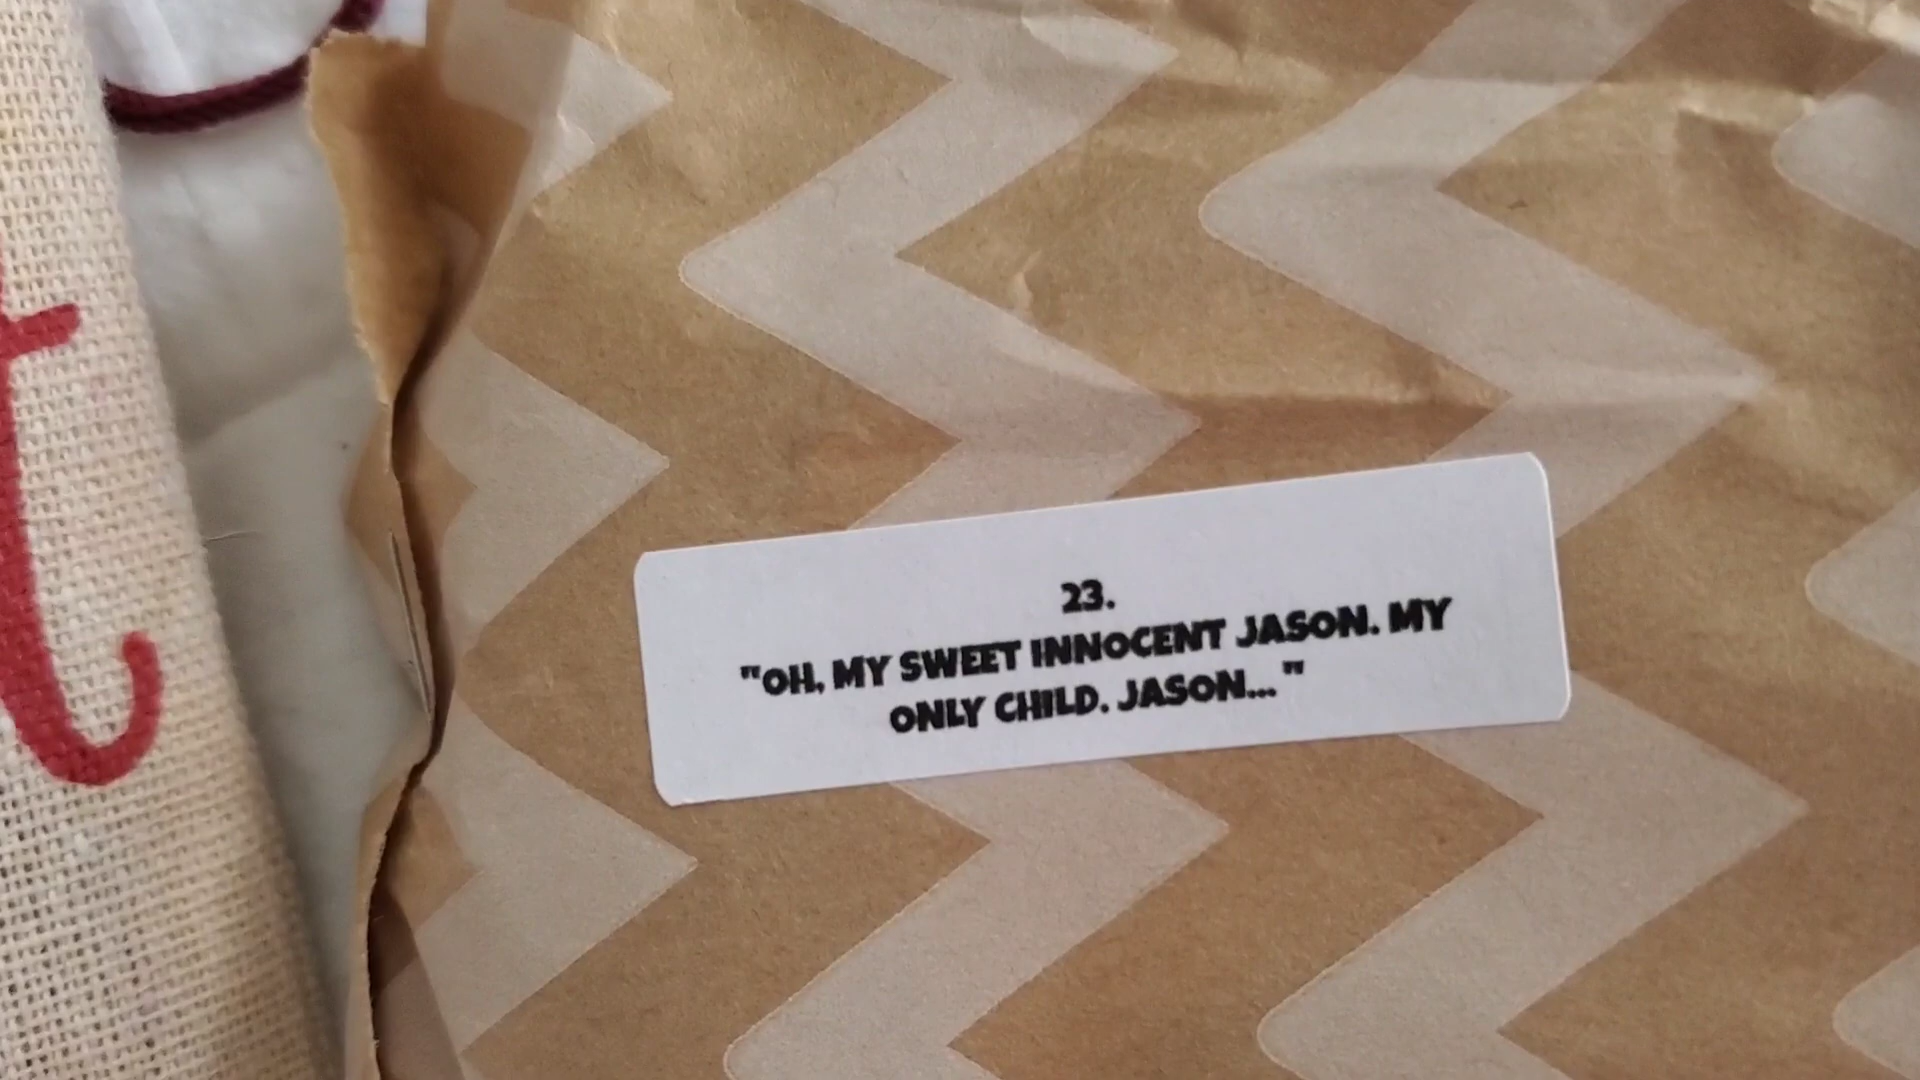 t
23.
"OH, MY SWEET INNOCENT JASON. MY
ONLY CHILD. JASON... "